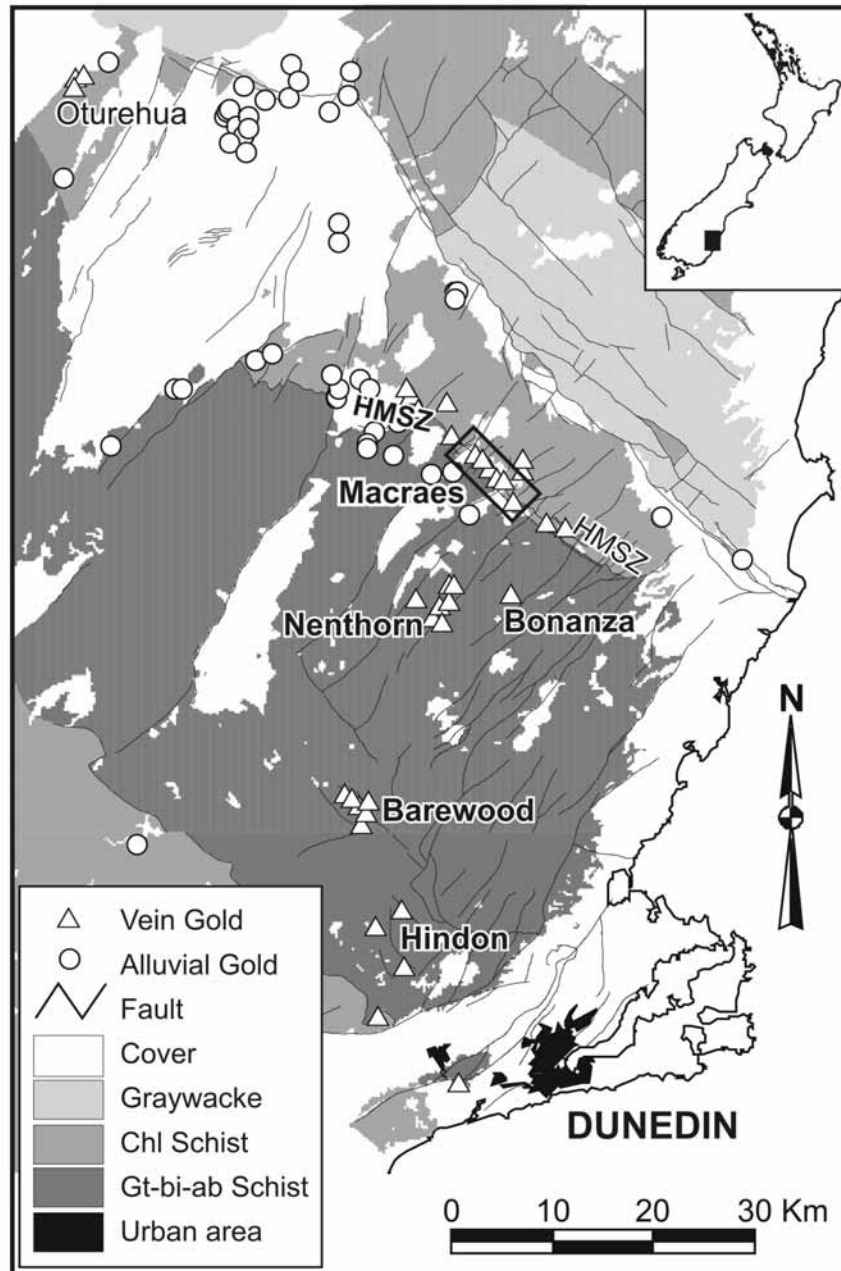 Oturehua
HMSZ
Macraes
HMSZ
Nenthorn
Bonanza
N
Barewood
Hindon
Vein Gold
Alluvial Gold
Fault
Cover
Graywacke
Chl Schist
Gt-bi-ab Schist
Urban area
DUNEDIN
0 10 20 30 Km